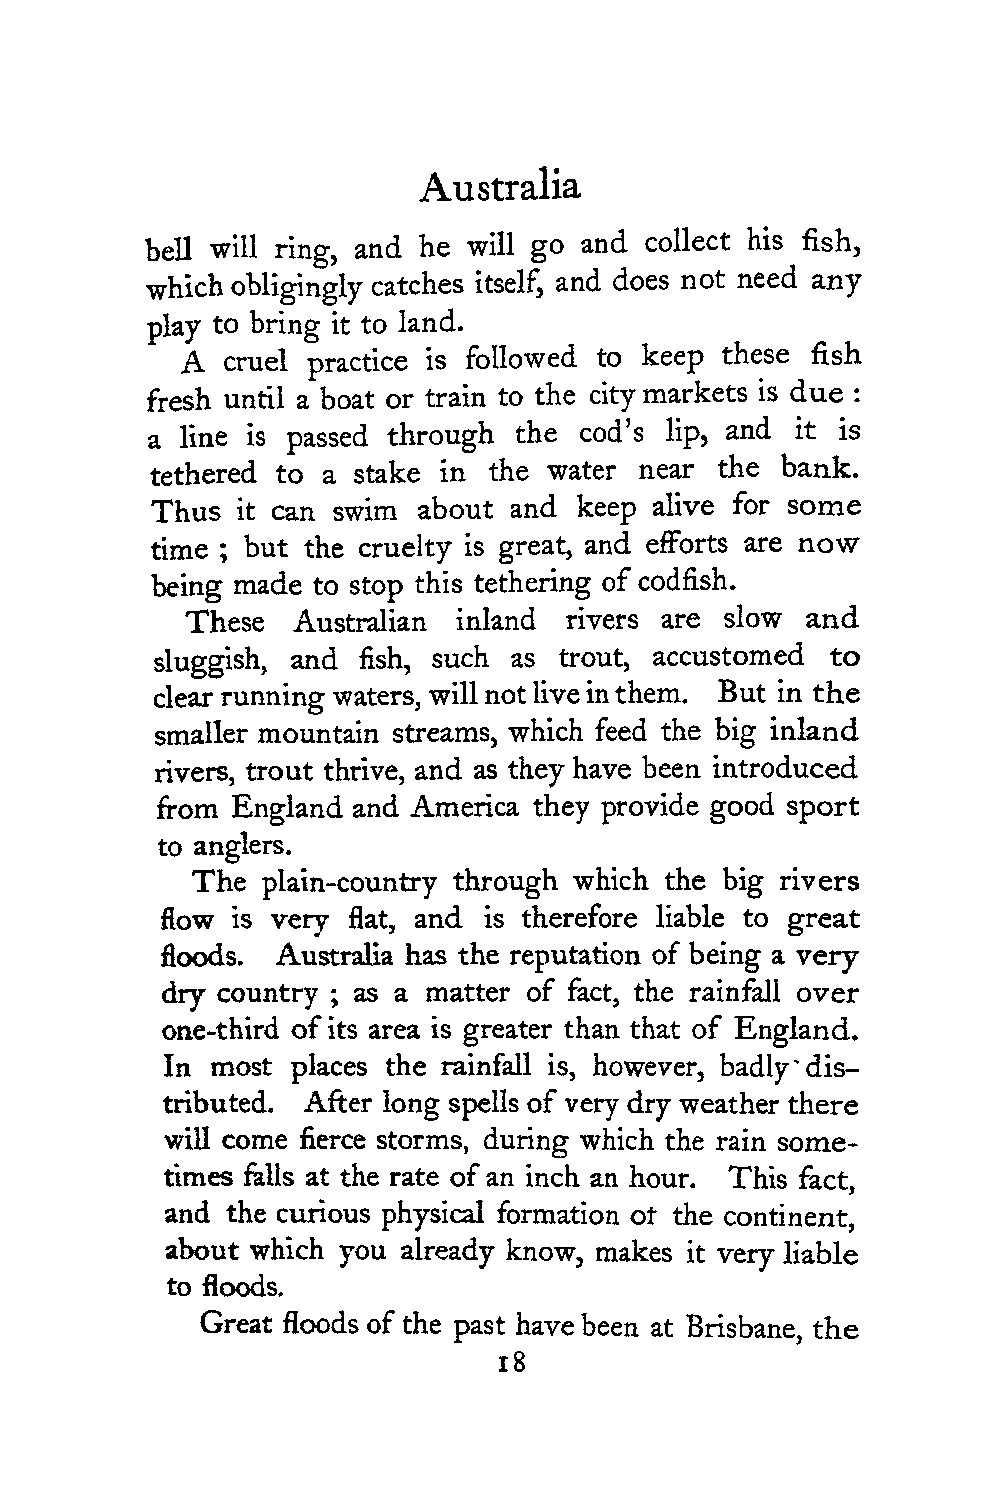 Australia
bell will ring, and he will go and collect his fish,
which obligingly catches itself, and does not need any
play to bring it to land.
A cruel practice is followed to keep these fish
fresh until a boat or train to the city markets is due :
a line is passed through the cod's lip, and it is
tethered to a stake in the water near the bank.
Thus it can swim about and keep alive for some
time ; but the cruelty is great, and efforts are now
being made to stop this tethering of codfish.
These Australian inland rivers are slow and
sluggish, and fish, such as trout, accustomed to
clear running waters, will not live in them. But in the
smaller mountain streams, which feed the big inland
rivers, trout thrive, and as they have been introduced
from England and America they provide good sport
to anglers.
The plain-country through which the big rivers
flow is very flat, and is therefore liable to great
floods. Australia has the reputation of being a very
dry country ; as a matter of fact, the rainfall over
one-third of its area is greater than that of England.
In most places the rainfall is, however, badly dis-
tributed. After long spells of very dry weather there
will come fierce storms, during which the rain some-
times falls at the rate of an inch an hour. This fact,
and the curious physical formation of the continent,
about which you already know, makes it very liable
to floods.
Great floods of the past have been at Brisbane, the
18